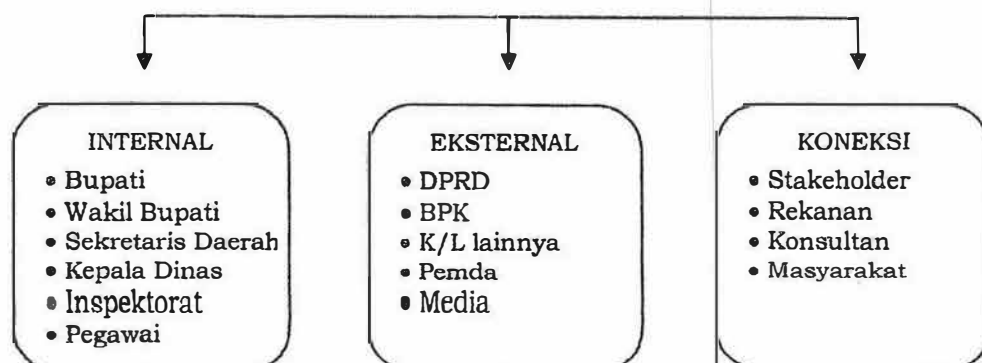 INTERNAL
• Bupati
• Wakil Bupati
• Sekretaris Daerah
• Kepala Dinas
• Inspektorat
• Pegawai
EKSTERNAL
• DPRD
• BPK
• K/L lainnya
• Pemda
• Media
KONEKSI
• Stakeholder
• Rekanan
• Konsultan
• Masyarakat